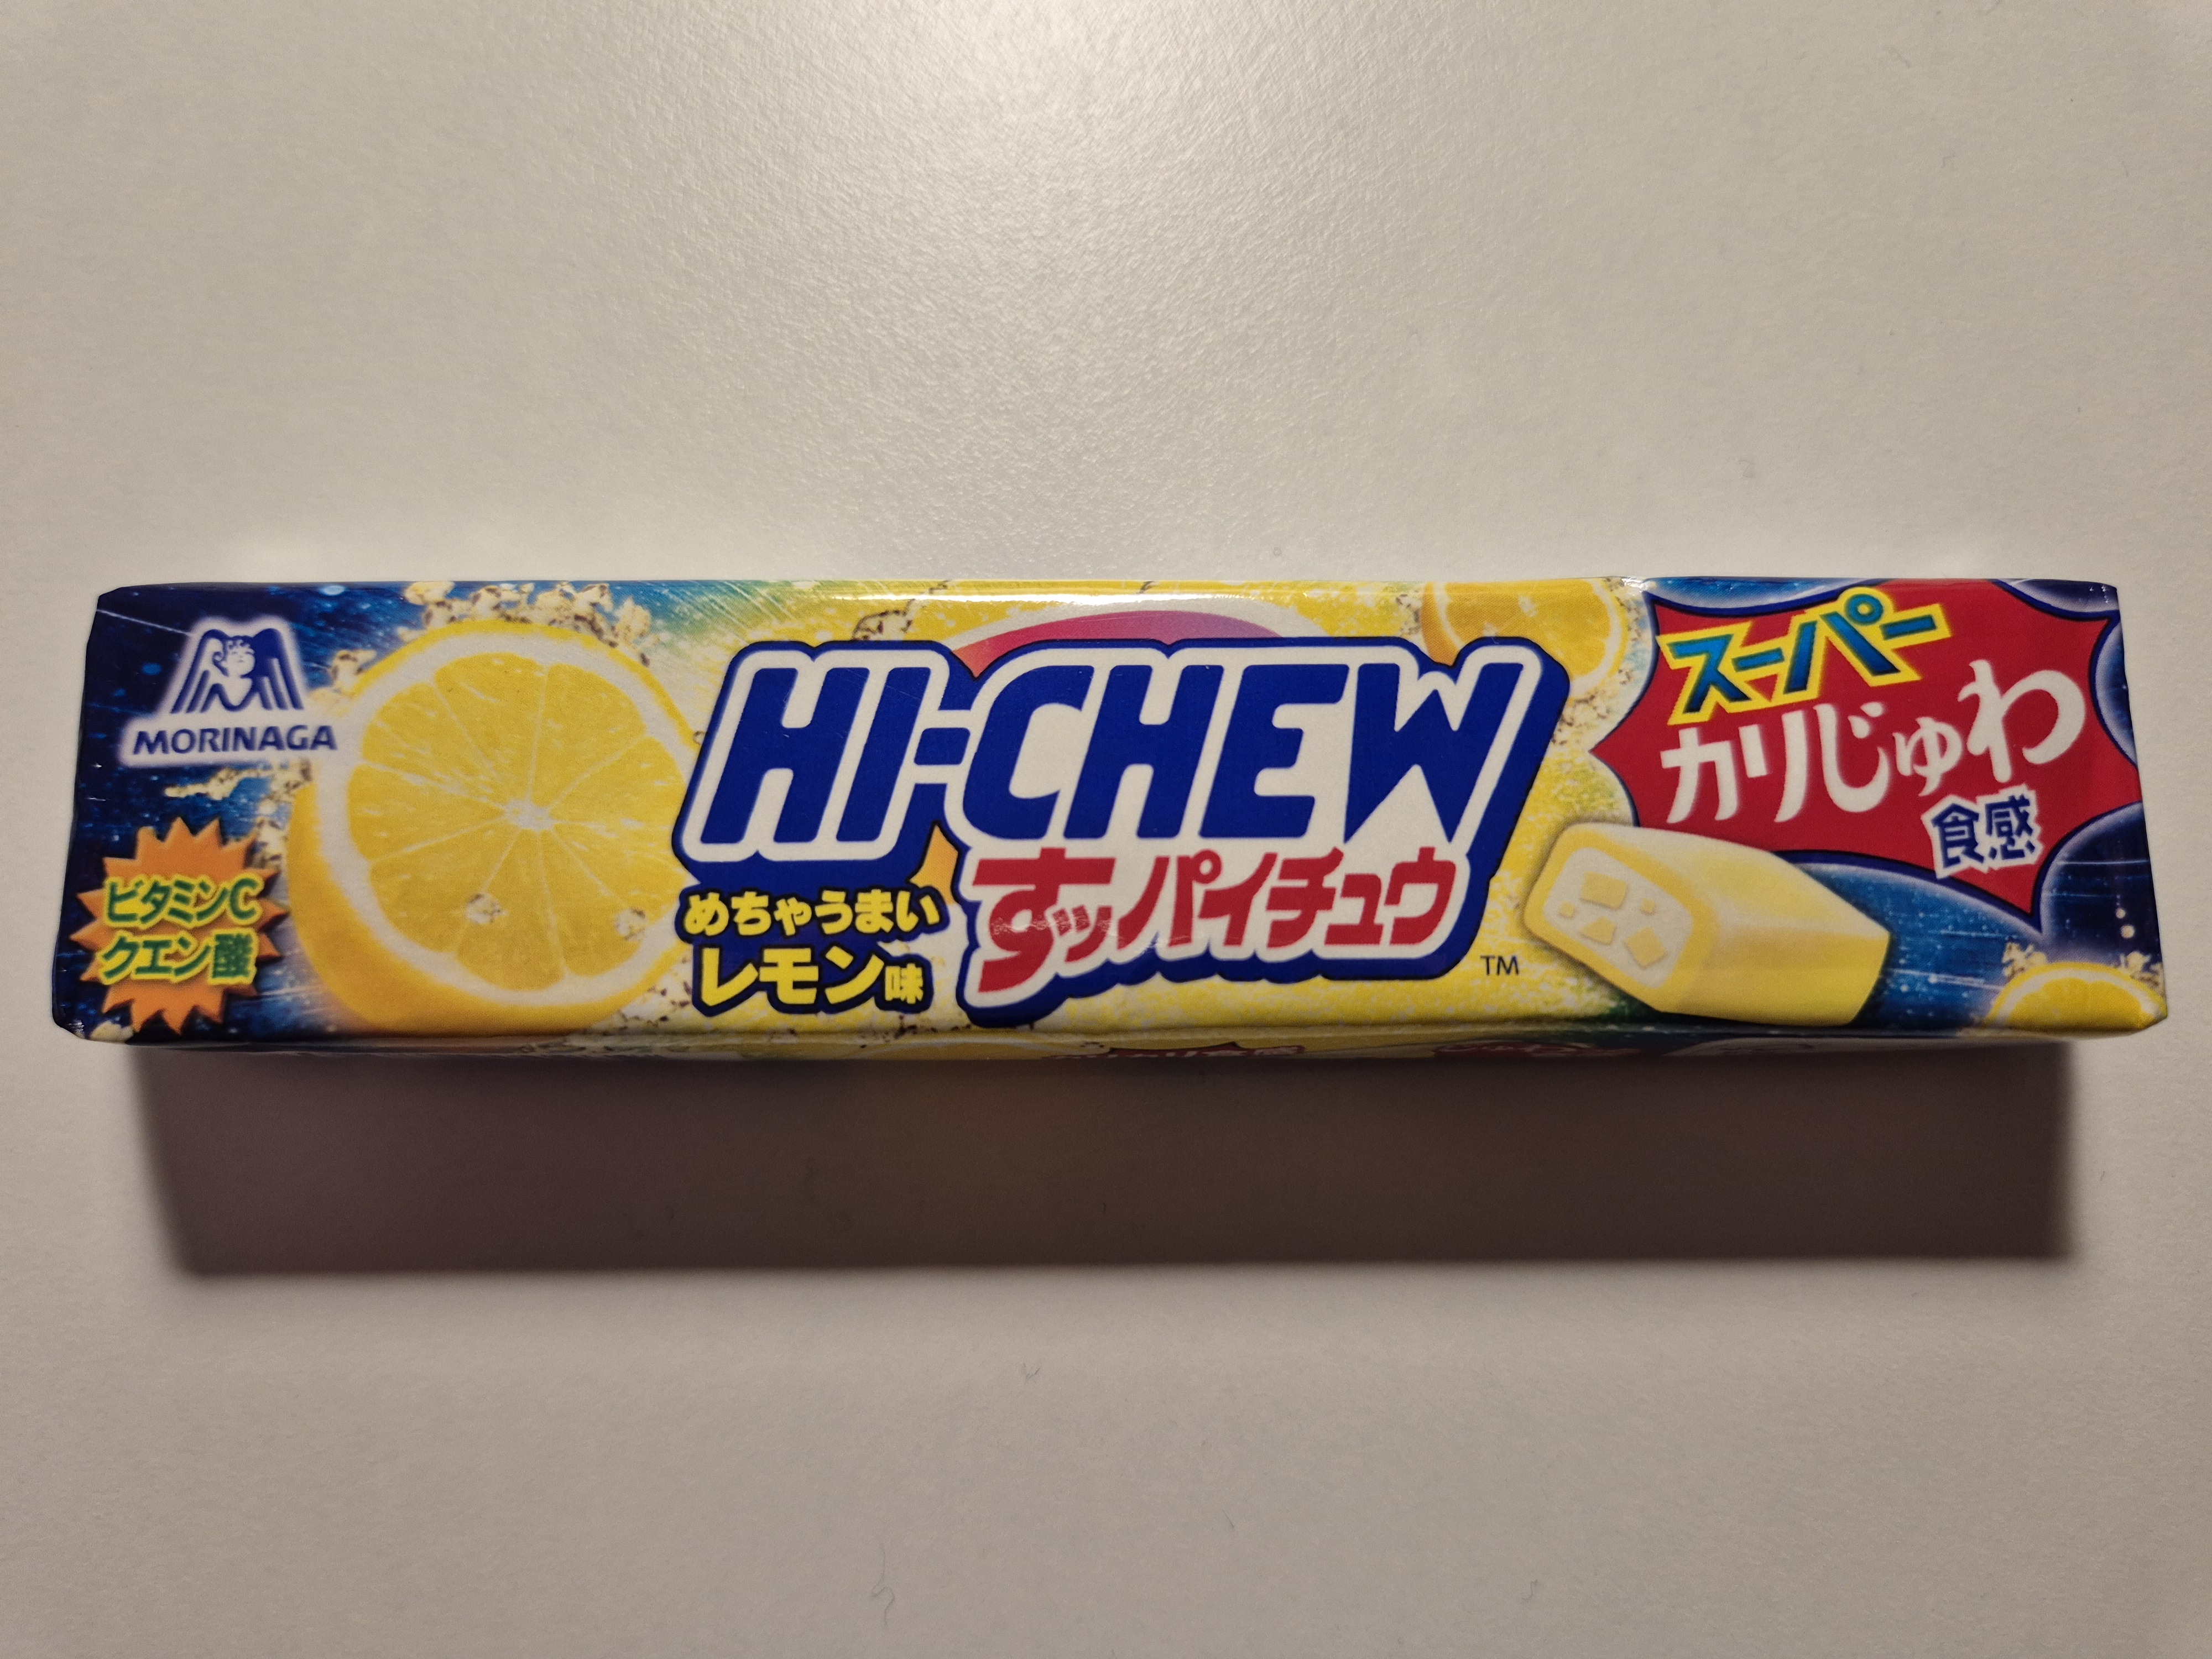 MORINAGA
ビタミンC
クエン酸
HI-CHEW
すッパイチュウ
™
めちゃうまい
レモン味
スーパー
カリじゅわ
食感